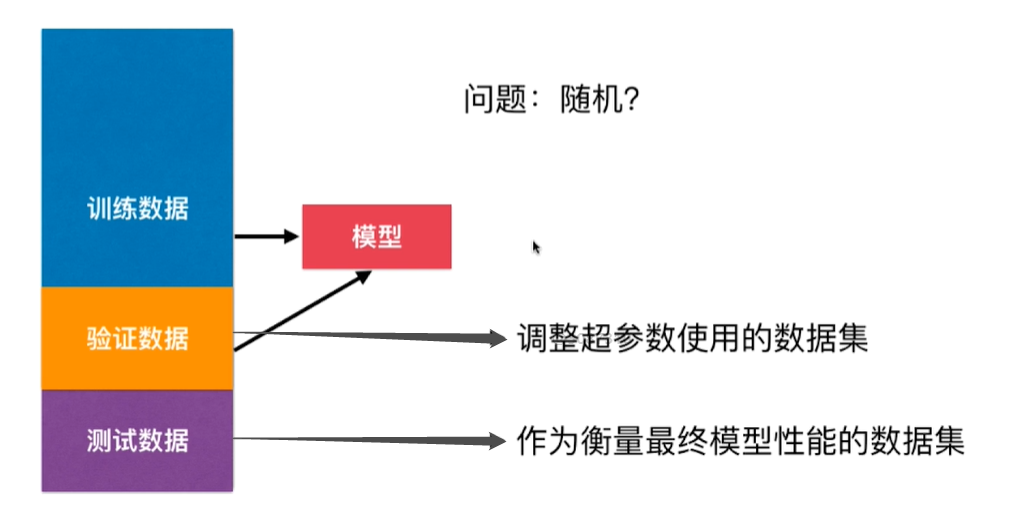 问题：随机?
训练数据
模型
验证数据
调整超参数使用的数据集
测试数据
作为衡量最终模型性能的数据集